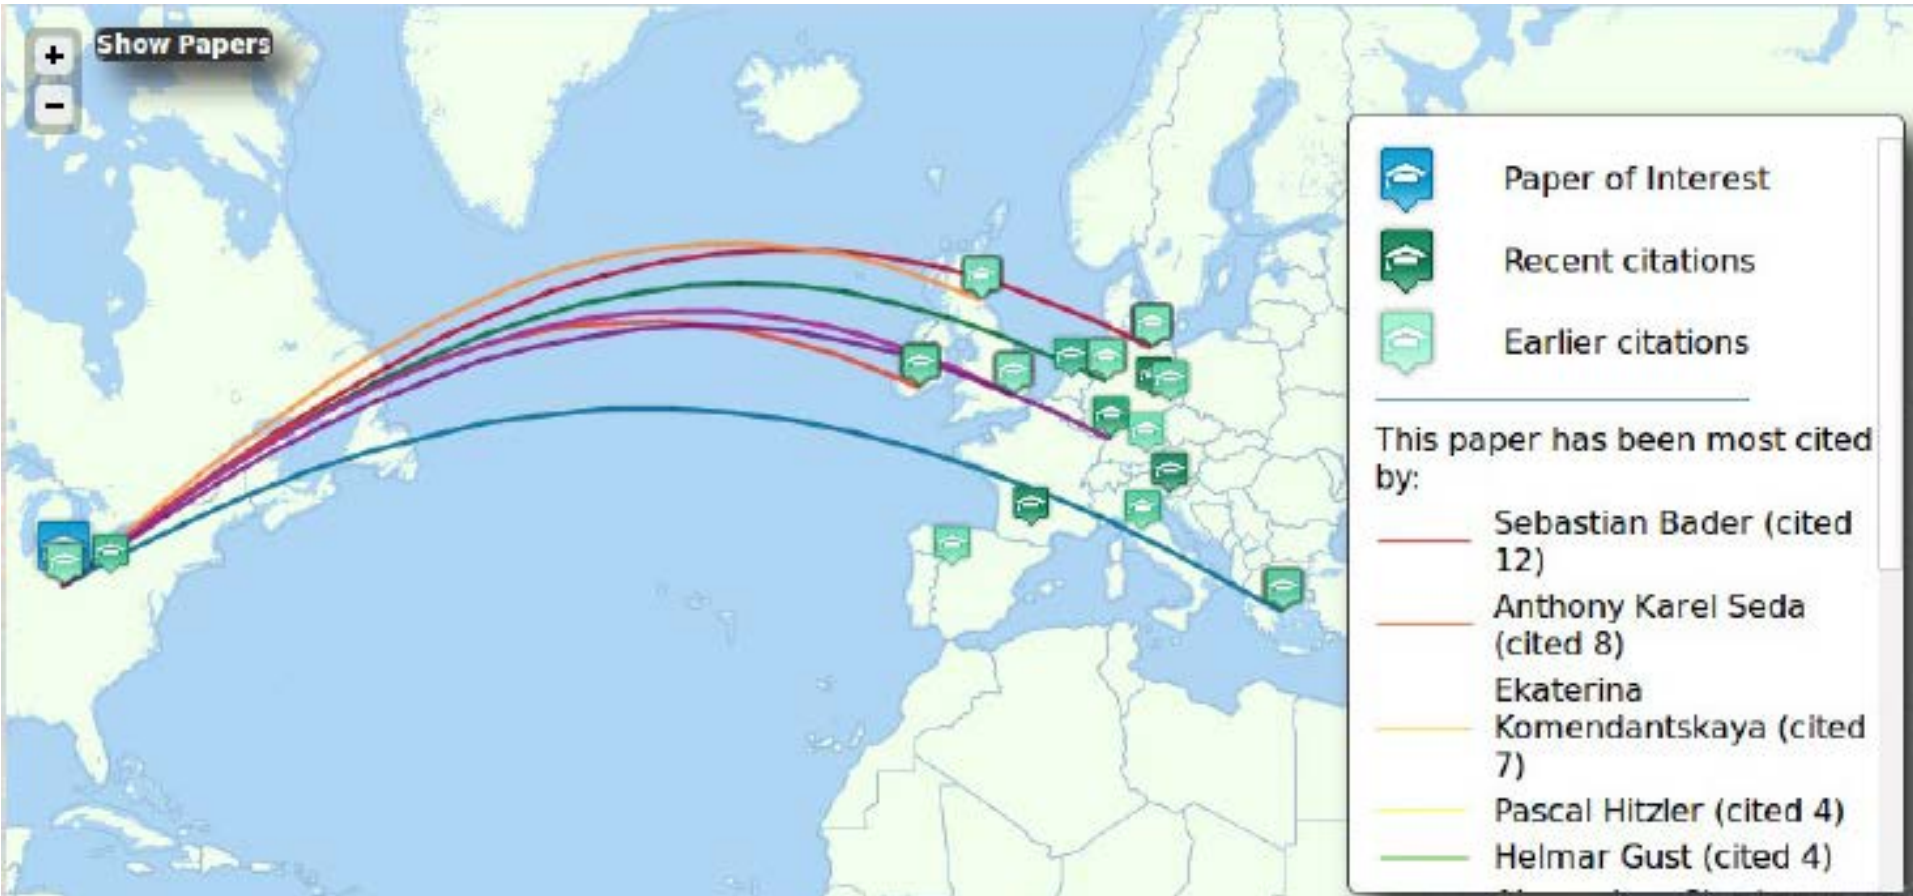 +
Show Papers
−
Paper of Interest
Recent citations
Earlier citations
This paper has been most cited
by:
Sebastian Bader (cited
12)
Anthony Karel Seda
(cited 8)
Ekaterina
Komendantskaya (cited
7)
Pascal Hitzler (cited 4)
Helmar Gust (cited 4)